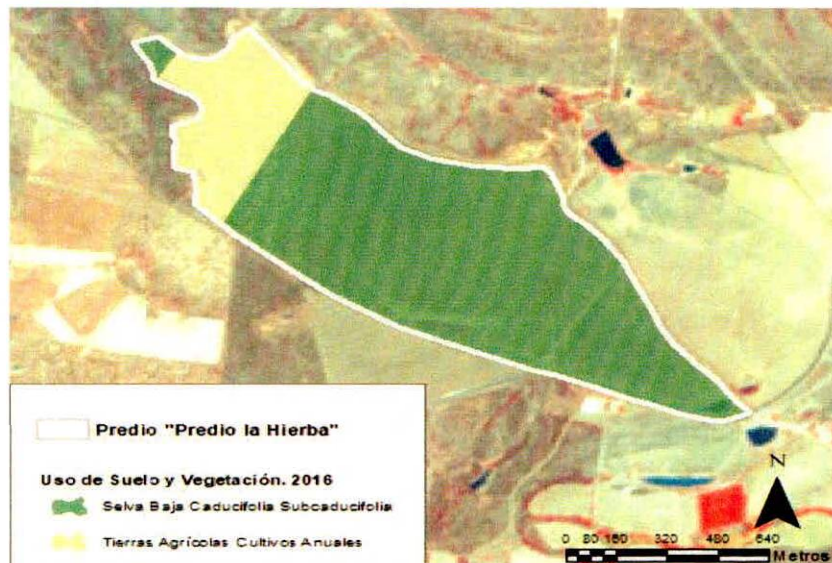 Predio "Predio la Hierba"
Uso de Suelo y Vegetación. 2016
Selva Baja Caducifolia Subcaducifolia
Tierras Agrícolas Cultivos Anuales
N
0 80 160 320 480 640
Metros